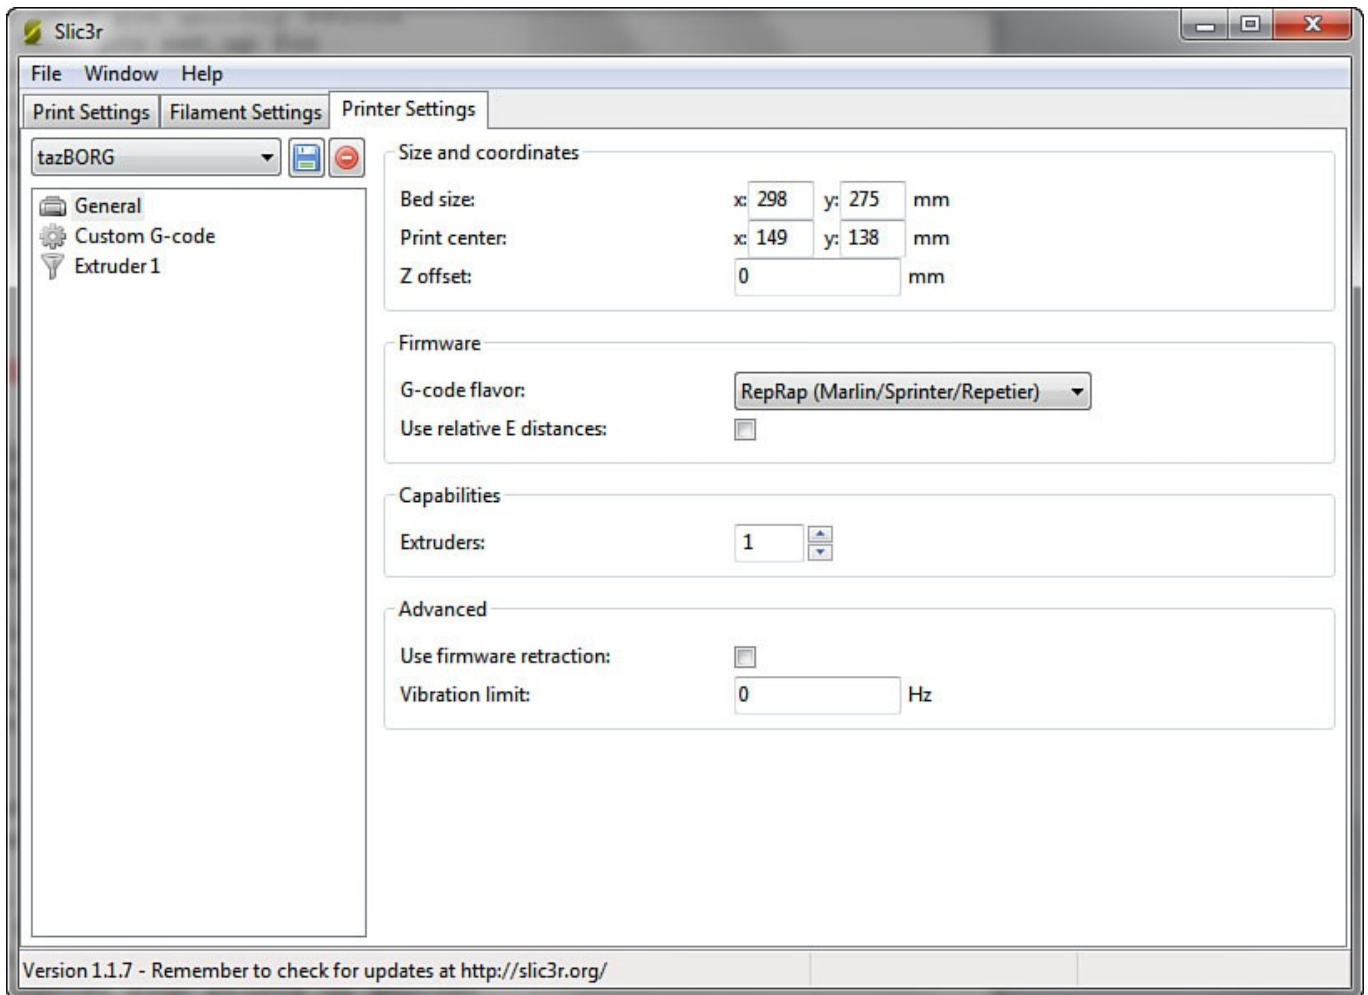 Slic3r
File Window Help
Print Settings Filament Settings Printer Settings
tazBORG
General
Custom G-code
Extruder 1
Size and coordinates
Bed size: x: 298 y: 275 mm
Print center: x: 149 y: 138 mm
Z offset: 0 mm
Firmware
G-code flavor: RepRap (Marlin/Sprinter/Repetier)
Use relative E distances:
Capabilities
Extruders: 1
Advanced
Use firmware retraction:
Vibration limit: 0 Hz
Version 1.1.7 - Remember to check for updates at http://slic3r.org/